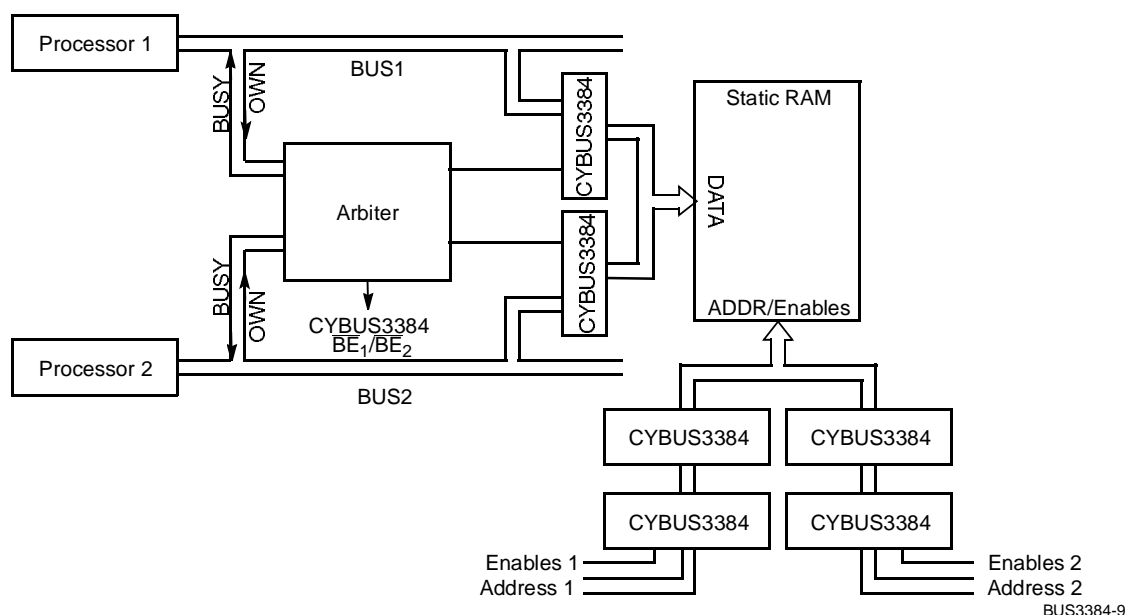 Processor 1
BUS1
BUSY
OWN
CYBUS3384
Static RAM
DATA
Arbiter
CYBUS3384
BUSY
OWN
ADDR/Enables
CYBUS3384
BE1/BE2
Processor 2
BUS2
CYBUS3384
CYBUS3384
CYBUS3384
CYBUS3384
Enables 1
Enables 2
Address 1
Address 2
BUS3384-9